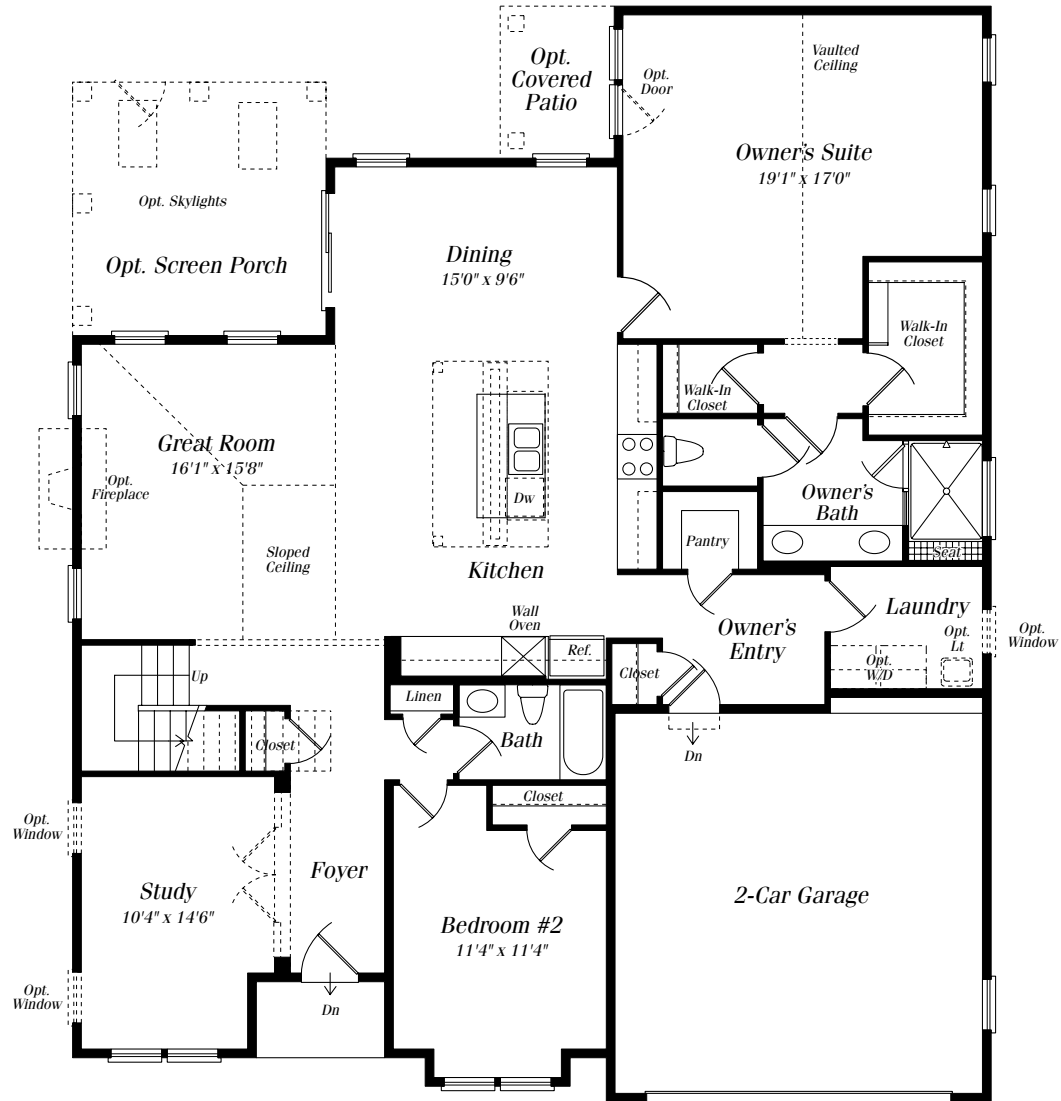 Opt.
Covered
Patio
Opt.
Door
Vaulted
Ceiling
Owner's Suite
19'1" x 17'0"
Opt. Skylights
Opt. Screen Porch
Dining
15'0" x 9'6"
Walk-In
Closet
Walk-In
Closet
Great Room
16'1" x 15'8"
Opt.
Fireplace
Dw
Owner's
Bath
Pantry
Seat
Sloped
Ceiling
Kitchen
Wall
Oven
Ref.
Owner's
Entry
Laundry
Opt.
Lt
Opt.
W/D
Opt.
Window
Up
Closet
Linen
Bath
Closet
Dn
Closet
Opt.
Window
Foyer
Study
10'4" x 14'6"
Bedroom #2
11'4" x 11'4"
2-Car Garage
Opt.
Window
Dn